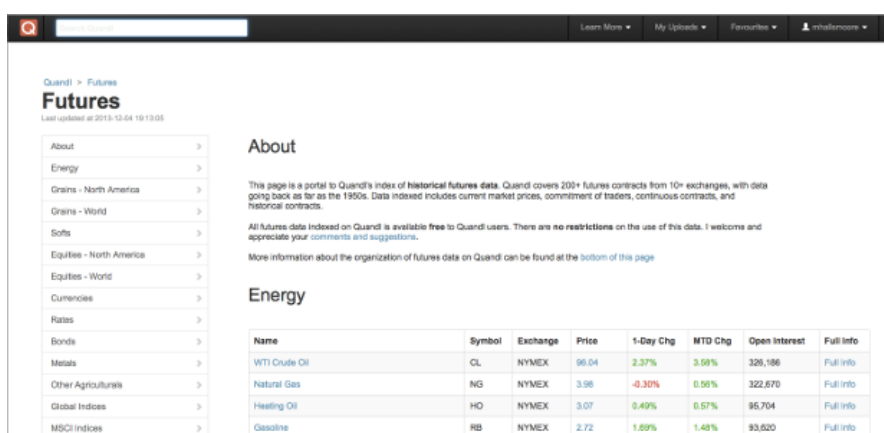 Q
Search Quandl
Learn More
My Uploads
Favourites
mhallsmoore
Quandl > Futures
Futures
Last updated at 2013-12-04 19:13:05
About
Energy
Grains - North America
Grains - World
Softs
Equities - North America
Equities - World
Currencies
Rates
Bonds
Metals
Other Agriculturals
Global Indices
MSCI Indices
About
This page is a portal to Quandl's index of historical futures data. Quandl covers 200+ futures contracts from 10+ exchanges, with data
going back as far as the 1950s. Data indexed includes current market prices, commitment of traders, continuous contracts, and
historical contracts.
All futures data indexed on Quandl is available free to Quandl users. There are no restrictions on the use of this data. I welcome and
appreciate your comments and suggestions.
More information about the organization of futures data on Quandl can be found at the bottom of this page
Energy
Name Symbol Exchange Price 1-Day Chg MTD Chg Open Interest Full Info
WTI Crude Oil CL NYMEX 96.04 2.37% 3.58% 326,186 Full Info
Natural Gas NG NYMEX 3.98 -0.30% 0.56% 322,670 Full Info
Heating Oil HO NYMEX 3.07 0.49% 0.57% 95,704 Full Info
Gasoline RB NYMEX 2.72 1.69% 1.48% 93,620 Full Info